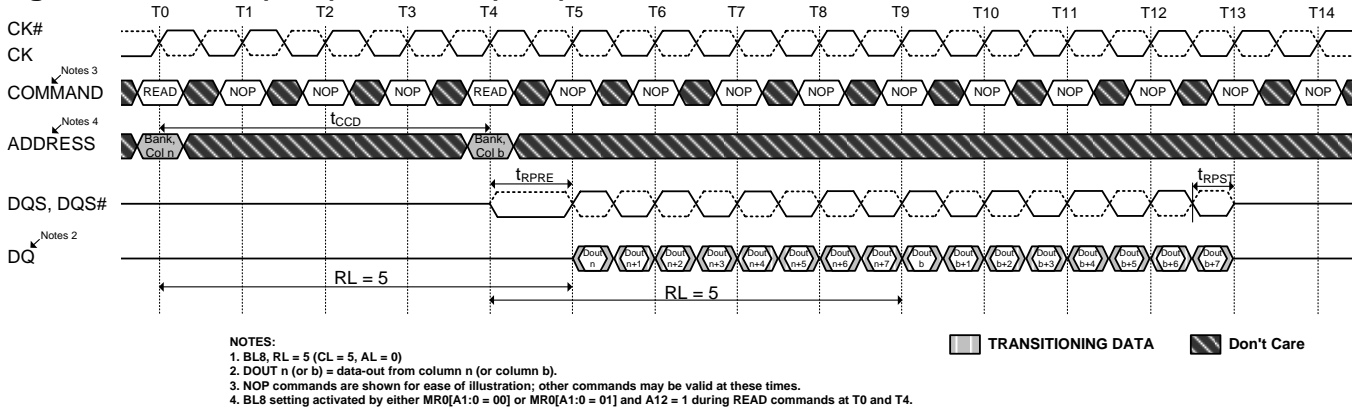 T0 T1 T2 T3 T4 T5 T6 T7 T8 T9 T10 T11 T12 T13 T14
CK#
CK
Notes 3
COMMAND READ NOP NOP NOP READ NOP NOP NOP NOP NOP NOP NOP NOP NOP NOP
tCCD
Notes 4
ADDRESS Bank, Col n Bank, Col b
tRPRE tRPST
DQS, DQS#
Notes 2
DQ Dout n Dout n+1 Dout n+2 Dout n+3 Dout n+4 Dout n+5 Dout n+6 Dout n+7 Dout b Dout b+1 Dout b+2 Dout b+3 Dout b+4 Dout b+5 Dout b+6 Dout b+7
RL = 5 RL = 5
NOTES:
1. BL8, RL = 5 (CL = 5, AL = 0)
2. DOUT n (or b) = data-out from column n (or column b).
3. NOP commands are shown for ease of illustration; other commands may be valid at these times.
4. BL8 setting activated by either MR0[A1:0 = 00] or MR0[A1:0 = 01] and A12 = 1 during READ commands at T0 and T4.
TRANSITIONING DATA Don't Care